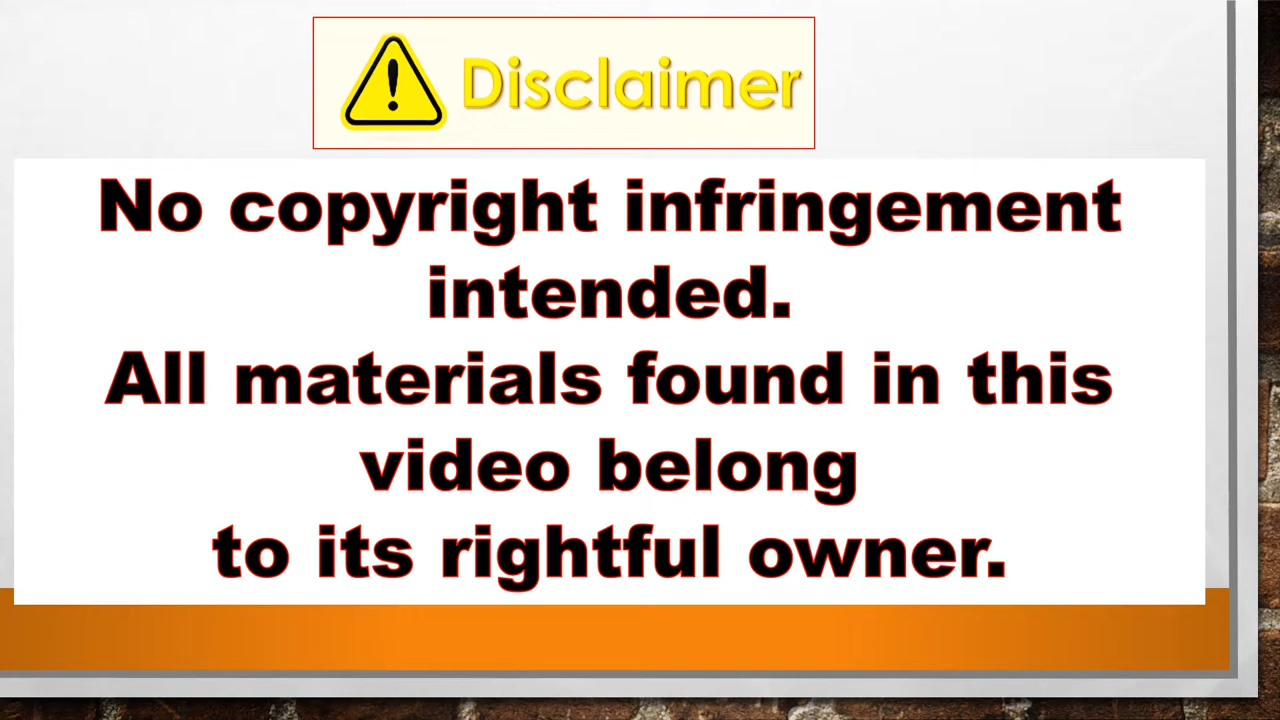 Disclaimer
No copyright infringement
intended.
All materials found in this
video belong
to its rightful owner.